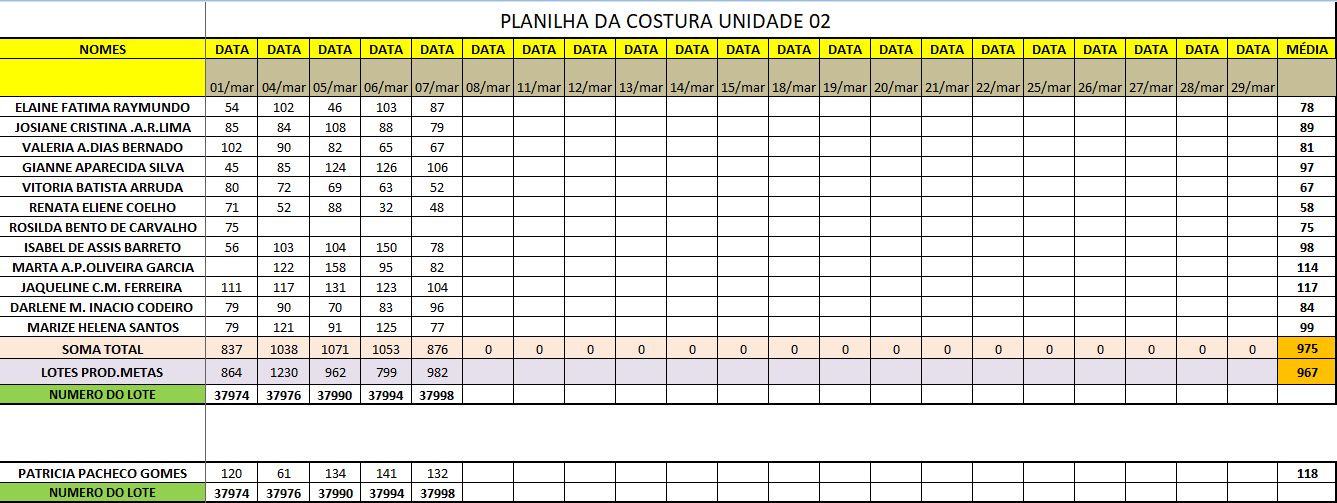 PLANILHA DA COSTURA UNIDADE 02
NOMES DATA DATA DATA DATA DATA DATA DATA DATA DATA DATA DATA DATA DATA DATA DATA DATA DATA DATA DATA DATA DATA MÉDIA
01/mar 04/mar 05/mar 06/mar 07/mar 08/mar 11/mar 12/mar 13/mar 14/mar 15/mar 18/mar 19/mar 20/mar 21/mar 22/mar 25/mar 26/mar 27/mar 28/mar 29/mar
ELAINE FATIMA RAYMUNDO 54 102 46 103 87 78
JOSIANE CRISTINA .A.R.LIMA 85 84 108 88 79 89
VALERIA A.DIAS BERNADO 102 90 82 65 67 81
GIANNE APARECIDA SILVA 45 85 124 126 106 97
VITORIA BATISTA ARRUDA 80 72 69 63 52 67
RENATA ELIENE COELHO 71 52 88 32 48 58
ROSILDA BENTO DE CARVALHO 75 75
ISABEL DE ASSIS BARRETO 56 103 104 150 78 98
MARTA A.P.OLIVEIRA GARCIA 122 158 95 82 114
JAQUELINE C.M. FERREIRA 111 117 131 123 104 117
DARLENE M. INACIO CODEIRO 79 90 70 83 96 84
MARIZE HELENA SANTOS 79 121 91 125 77 99
SOMA TOTAL 837 1038 1071 1053 876 0 0 0 0 0 0 0 0 0 0 0 0 0 0 0 0 975
LOTES PROD.METAS 864 1230 962 799 982 967
NUMERO DO LOTE 37974 37976 37990 37994 37998
PATRICIA PACHECO GOMES 120 61 134 141 132 118
NUMERO DO LOTE 37974 37976 37990 37994 37998